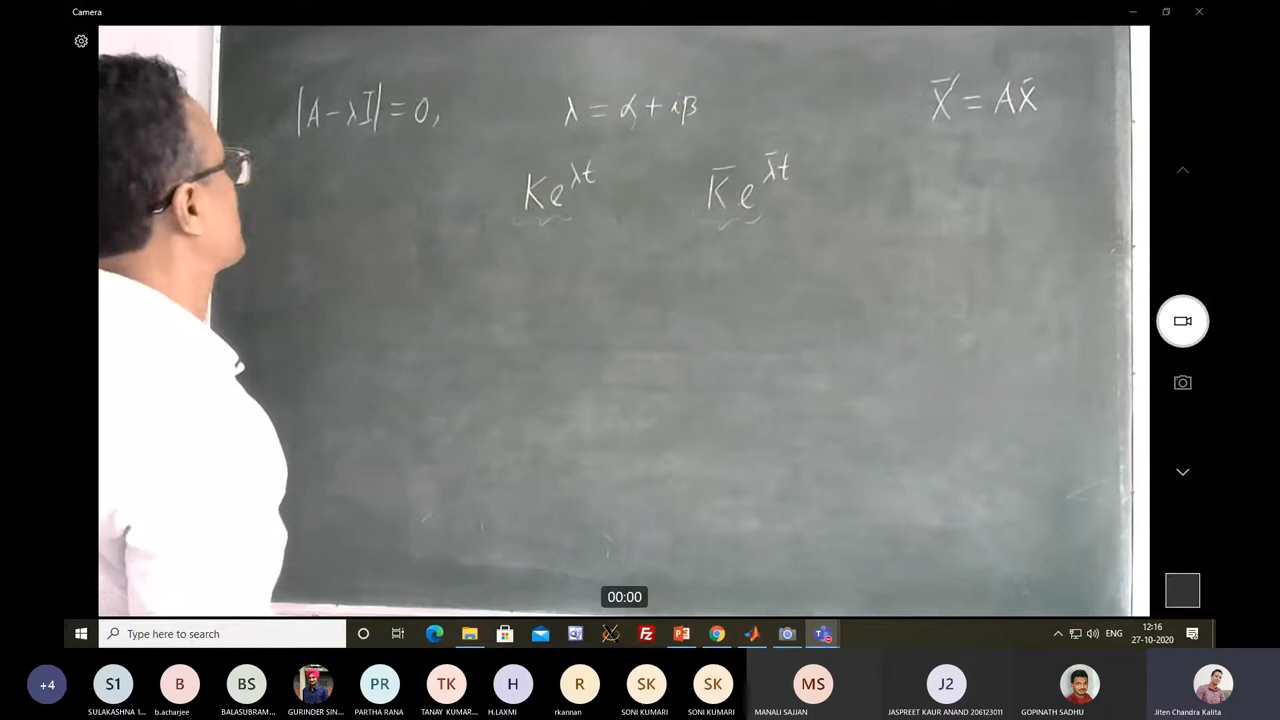 Camera
|A - λI| = 0, λ = α + iβ X̄′ = AX̄
Ke^{λt} K̄e^{λ̄t}
00:00
Type here to search
ENG
12:16
27-10-2020
+4 S1 B BS PR TK H R SK SK MS J2
SULAKASHNA 1... b.acharjee BALASUBRAM... GURINDER SIN... PARTHA RANA TANAY KUMAR... H.LAXMI rkannan SONI KUMARI SONI KUMARI MANALI SAJJAN JASPREET KAUR ANAND 206123011 GOPINATH SADHU Jiten Chandra Kalita